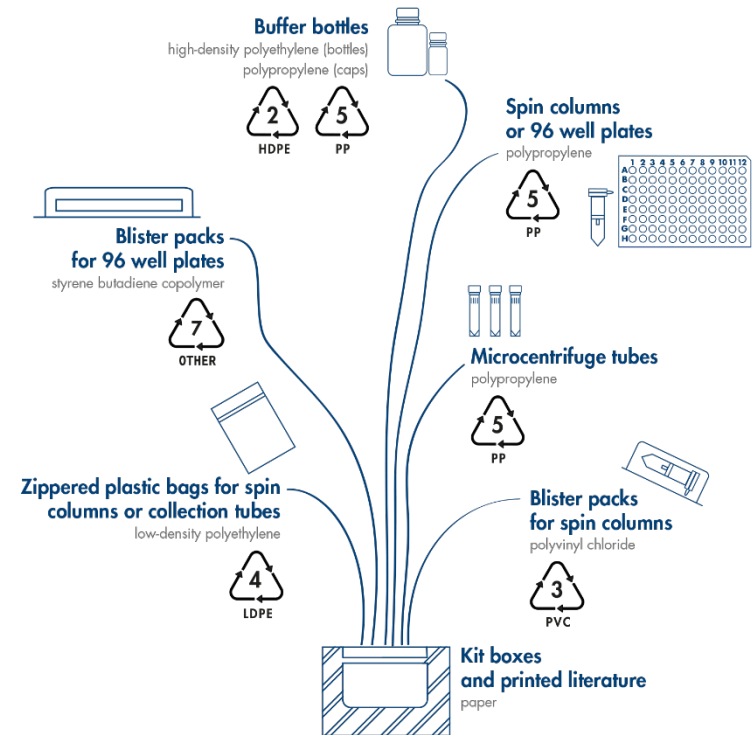 Buffer bottles
high-density polyethylene (bottles)
polypropylene (caps)
2
5
HDPE
PP
Spin columns
or 96 well plates
polypropylene
5
PP
1 2 3 4 5 6 7 8 9 10 11 12
A
B
C
D
E
F
G
H
Blister packs
for 96 well plates
styrene butadiene copolymer
7
OTHER
Microcentrifuge tubes
polypropylene
5
PP
Zippered plastic bags for spin
columns or collection tubes
low-density polyethylene
4
LDPE
Blister packs
for spin columns
polyvinyl chloride
3
PVC
Kit boxes
and printed literature
paper